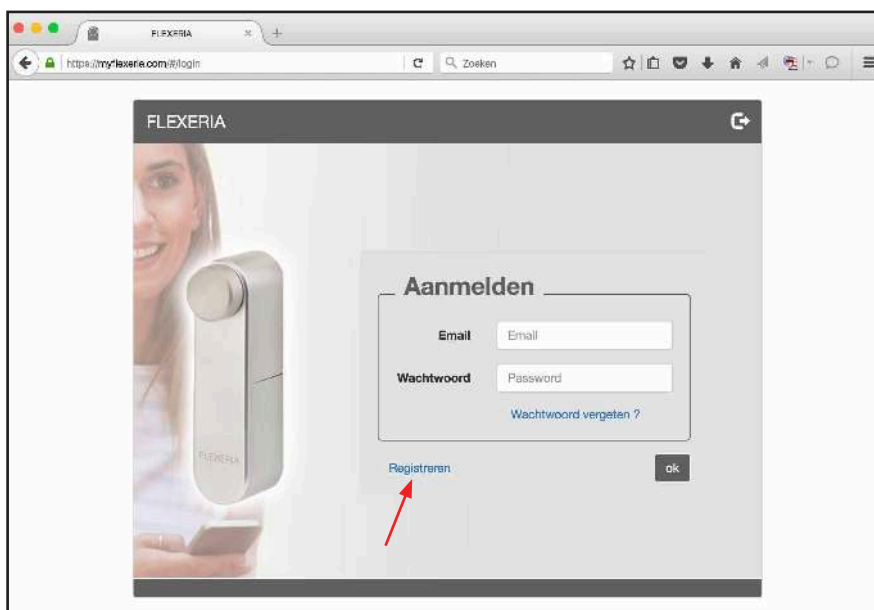 FLEXERIA
https://myflexeria.com/#/login
Zoeken
FLEXERIA
Aanmelden
Email Email
Wachtwoord Password
Wachtwoord vergeten ?
FLEXERIA
Registreren ok